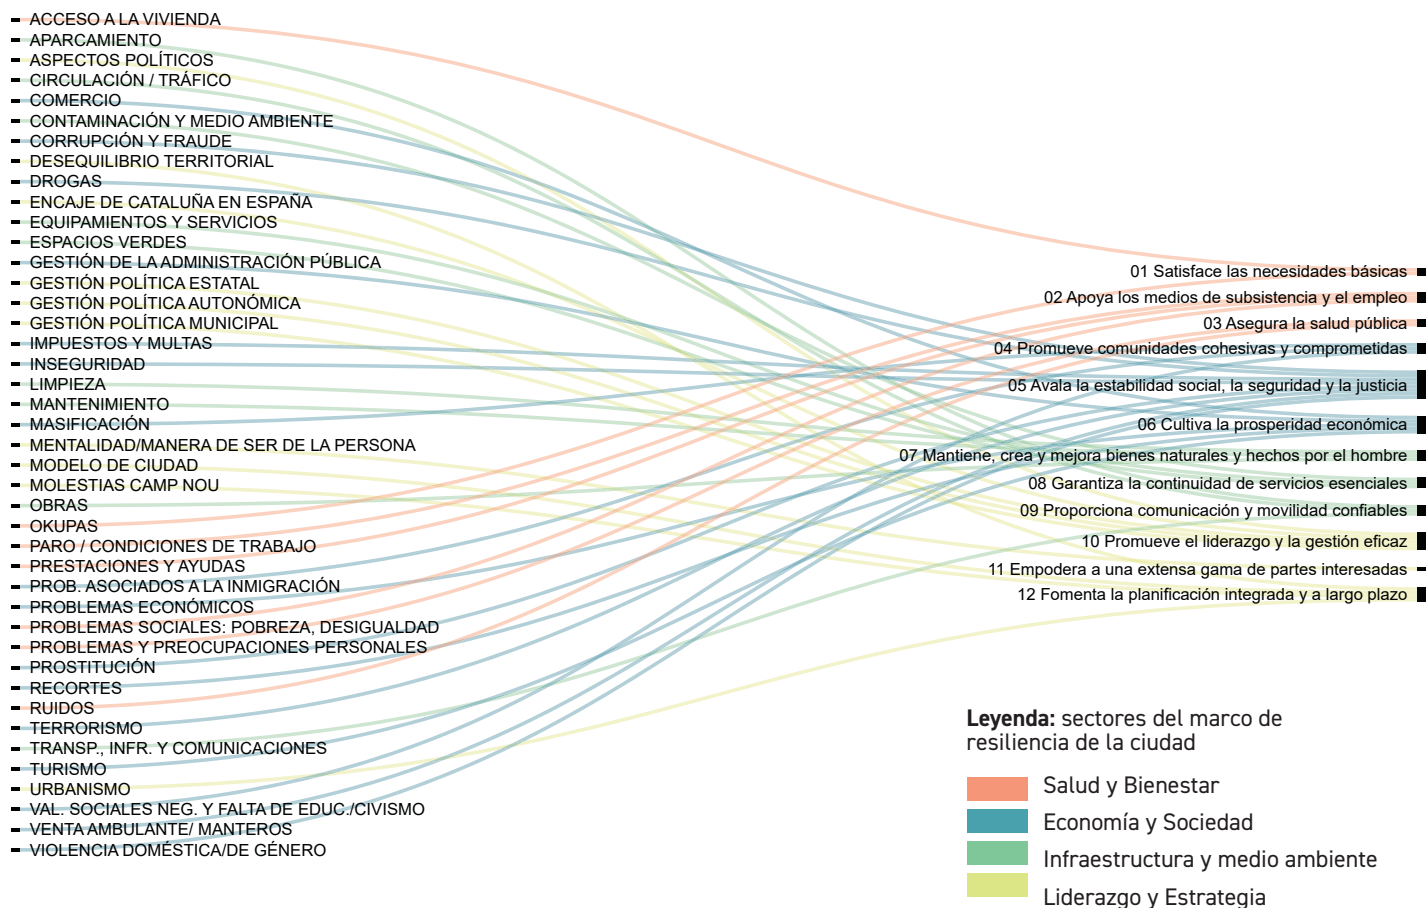 ACCESO A LA VIVIENDA
APARCAMIENTO
ASPECTOS POLÍTICOS
CIRCULACIÓN / TRÁFICO
COMERCIO
CONTAMINACIÓN Y MEDIO AMBIENTE
CORRUPCIÓN Y FRAUDE
DESEQUILIBRIO TERRITORIAL
DROGAS
ENCAJE DE CATALUÑA EN ESPAÑA
EQUIPAMIENTOS Y SERVICIOS
ESPACIOS VERDES
GESTIÓN DE LA ADMINISTRACIÓN PÚBLICA
GESTIÓN POLÍTICA ESTATAL
GESTIÓN POLÍTICA AUTONÓMICA
GESTIÓN POLÍTICA MUNICIPAL
IMPUESTOS Y MULTAS
INSEGURIDAD
LIMPIEZA
MANTENIMIENTO
MASIFICACIÓN
MENTALIDAD/MANERA DE SER DE LA PERSONA
MODELO DE CIUDAD
MOLESTIAS CAMP NOU
OBRAS
OKUPAS
PARO / CONDICIONES DE TRABAJO
PRESTACIONES Y AYUDAS
PROB. ASOCIADOS A LA INMIGRACIÓN
PROBLEMAS ECONÓMICOS
PROBLEMAS SOCIALES: POBREZA, DESIGUALDAD
PROBLEMAS Y PREOCUPACIONES PERSONALES
PROSTITUCIÓN
RECORTES
RUIDOS
TERRORISMO
TRANSP., INFR. Y COMUNICACIONES
TURISMO
URBANISMO
VAL. SOCIALES NEG. Y FALTA DE EDUC./CIVISMO
VENTA AMBULANTE/ MANTEROS
VIOLENCIA DOMÉSTICA/DE GÉNERO
01 Satisface las necesidades básicas
02 Apoya los medios de subsistencia y el empleo
03 Asegura la salud pública
04 Promueve comunidades cohesivas y comprometidas
05 Avala la estabilidad social, la seguridad y la justicia
06 Cultiva la prosperidad económica
07 Mantiene, crea y mejora bienes naturales y hechos por el hombre
08 Garantiza la continuidad de servicios esenciales
09 Proporciona comunicación y movilidad confiables
10 Promueve el liderazgo y la gestión eficaz
11 Empodera a una extensa gama de partes interesadas
12 Fomenta la planificación integrada y a largo plazo
Leyenda: sectores del marco de
resiliencia de la ciudad
Salud y Bienestar
Economía y Sociedad
Infraestructura y medio ambiente
Liderazgo y Estrategia